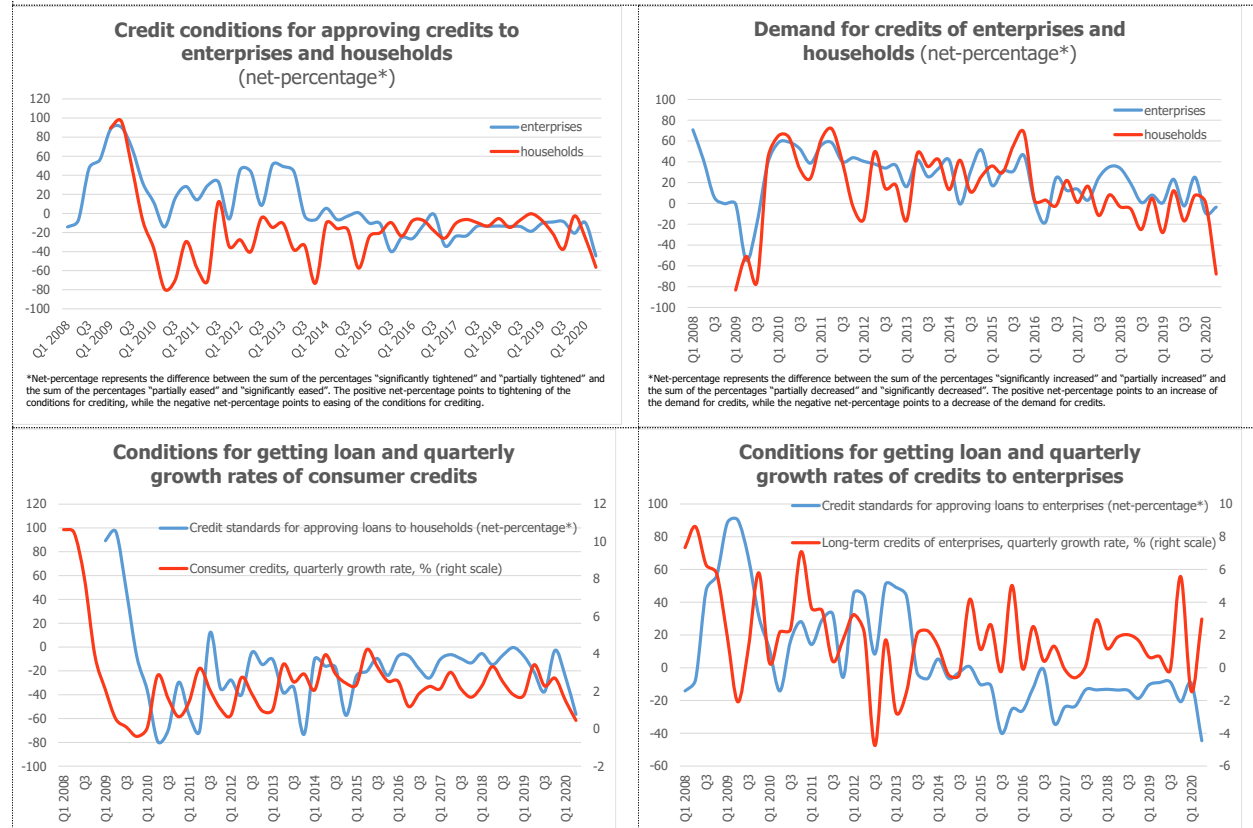 Credit conditions for approving credits to
enterprises and households
(net-percentage*)
120
100
80
60
40
20
0
-20
-40
-60
-80
-100
enterprises
households
Q1 2008
Q3
Q1 2009
Q3
Q1 2010
Q3
Q1 2011
Q3
Q1 2012
Q3
Q1 2013
Q3
Q1 2014
Q3
Q1 2015
Q3
Q1 2016
Q3
Q1 2017
Q3
Q1 2018
Q3
Q1 2019
Q3
Q1 2020
*Net-percentage represents the difference between the sum of the percentages “significantly tightened” and “partially tightened” and
the sum of the percentages “partially eased” and “significantly eased”. The positive net-percentage points to tightening of the
conditions for crediting, while the negative net-percentage points to easing of the conditions for crediting.
Demand for credits of enterprises and
households (net-percentage*)
100
80
60
40
20
0
-20
-40
-60
-80
-100
enterprises
households
Q1 2008
Q3
Q1 2009
Q3
Q1 2010
Q3
Q1 2011
Q3
Q1 2012
Q3
Q1 2013
Q3
Q1 2014
Q3
Q1 2015
Q3
Q1 2016
Q3
Q1 2017
Q3
Q1 2018
Q3
Q1 2019
Q3
Q1 2020
*Net-percentage represents the difference between the sum of the percentages “significantly increased” and “partially increased” and
the sum of the percentages “partially decreased” and “significantly decreased”. The positive net-percentage points to an increase of
the demand for credits, while the negative net-percentage points to a decrease of the demand for credits.
Conditions for getting loan and quarterly
growth rates of consumer credits
120
100
80
60
40
20
0
-20
-40
-60
-80
-100
Credit standards for approving loans to households (net-percentage*)
Consumer credits, quarterly growth rate, % (right scale)
12
10
8
6
4
2
0
-2
Q1 2008
Q3
Q1 2009
Q3
Q1 2010
Q3
Q1 2011
Q3
Q1 2012
Q3
Q1 2013
Q3
Q1 2014
Q3
Q1 2015
Q3
Q1 2016
Q3
Q1 2017
Q3
Q1 2018
Q3
Q1 2019
Q3
Q1 2020
Conditions for getting loan and quarterly
growth rates of credits to enterprises
100
80
60
40
20
0
-20
-40
-60
Credit standards for approving loans to enterprises (net-percentage*)
Long-term credits of enterprises, quarterly growth rate, % (right scale)
10
8
6
4
2
0
-2
-4
-6
Q1 2008
Q3
Q1 2009
Q3
Q1 2010
Q3
Q1 2011
Q3
Q1 2012
Q3
Q1 2013
Q3
Q1 2014
Q3
Q1 2015
Q3
Q1 2016
Q3
Q1 2017
Q3
Q1 2018
Q3
Q1 2019
Q3
Q1 2020